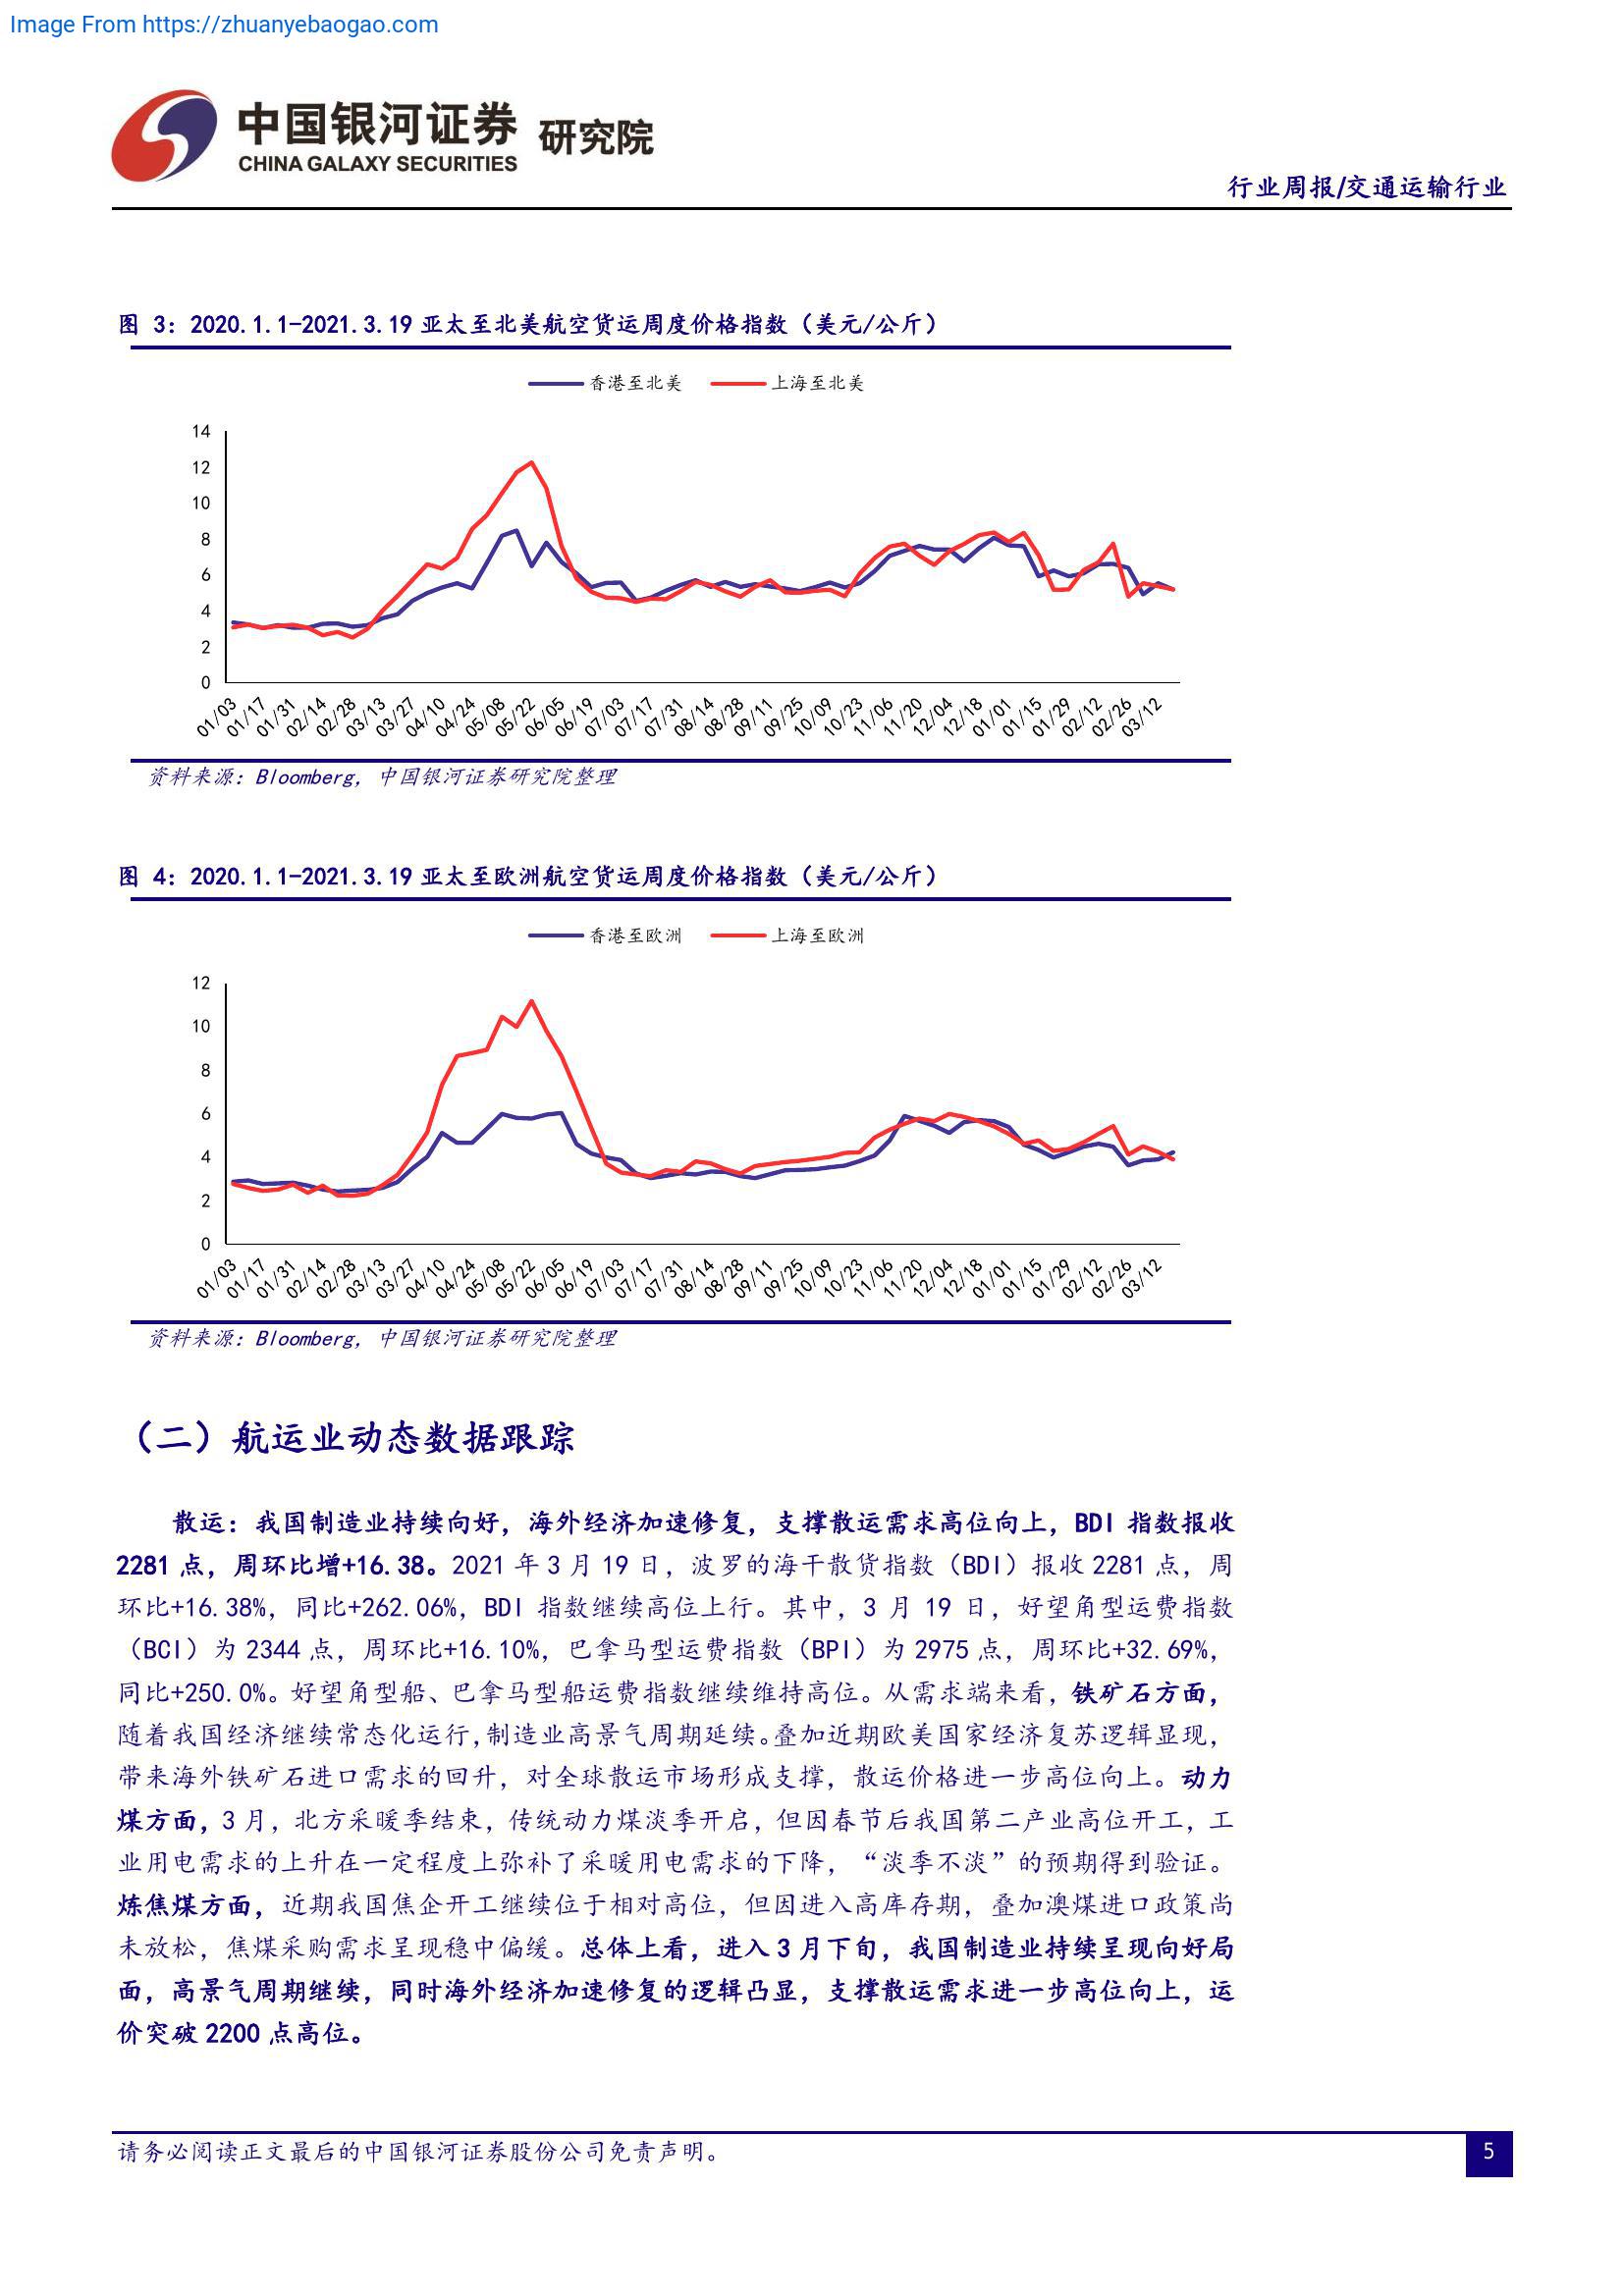 Image From https://zhuanyebaogao.com
中国银河证券 研究院
CHINA GALAXY SECURITIES
行业周报/交通运输行业
图 3：2020.1.1-2021.3.19 亚太至北美航空货运周度价格指数（美元/公斤）
香港至北美 上海至北美
14
12
10
8
6
4
2
0
01/03 01/17 01/31 02/14 02/28 03/13 03/27 04/10 04/24 05/08 05/22 06/05 06/19 07/03 07/17 07/31 08/14 08/28 09/11 09/25 10/09 10/23 11/06 11/20 12/04 12/18 01/01 01/15 01/29 02/12 02/26 03/12
资料来源：Bloomberg, 中国银河证券研究院整理
图 4：2020.1.1-2021.3.19 亚太至欧洲航空货运周度价格指数（美元/公斤）
香港至欧洲 上海至欧洲
12
10
8
6
4
2
0
01/03 01/17 01/31 02/14 02/28 03/13 03/27 04/10 04/24 05/08 05/22 06/05 06/19 07/03 07/17 07/31 08/14 08/28 09/11 09/25 10/09 10/23 11/06 11/20 12/04 12/18 01/01 01/15 01/29 02/12 02/26 03/12
资料来源：Bloomberg, 中国银河证券研究院整理
（二）航运业动态数据跟踪
散运：我国制造业持续向好，海外经济加速修复，支撑散运需求高位向上，BDI 指数报收
2281 点，周环比增+16.38。2021 年 3 月 19 日，波罗的海干散货指数（BDI）报收 2281 点，周
环比+16.38%，同比+262.06%，BDI 指数继续高位上行。其中，3 月 19 日，好望角型运费指数
（BCI）为 2344 点，周环比+16.10%，巴拿马型运费指数（BPI）为 2975 点，周环比+32.69%，
同比+250.0%。好望角型船、巴拿马型船运费指数继续维持高位。从需求端来看，铁矿石方面，
随着我国经济继续常态化运行，制造业高景气周期延续。叠加近期欧美国家经济复苏逻辑显现，
带来海外铁矿石进口需求的回升，对全球散运市场形成支撑，散运价格进一步高位向上。动力
煤方面，3 月，北方采暖季结束，传统动力煤淡季开启，但因春节后我国第二产业高位开工，工
业用电需求的上升在一定程度上弥补了采暖用电需求的下降，“淡季不淡”的预期得到验证。
炼焦煤方面，近期我国焦企开工继续位于相对高位，但因进入高库存期，叠加澳煤进口政策尚
未放松，焦煤采购需求呈现稳中偏缓。总体上看，进入 3 月下旬，我国制造业持续呈现向好局
面，高景气周期继续，同时海外经济加速修复的逻辑凸显，支撑散运需求进一步高位向上，运
价突破 2200 点高位。
请务必阅读正文最后的中国银河证券股份公司免责声明。
5